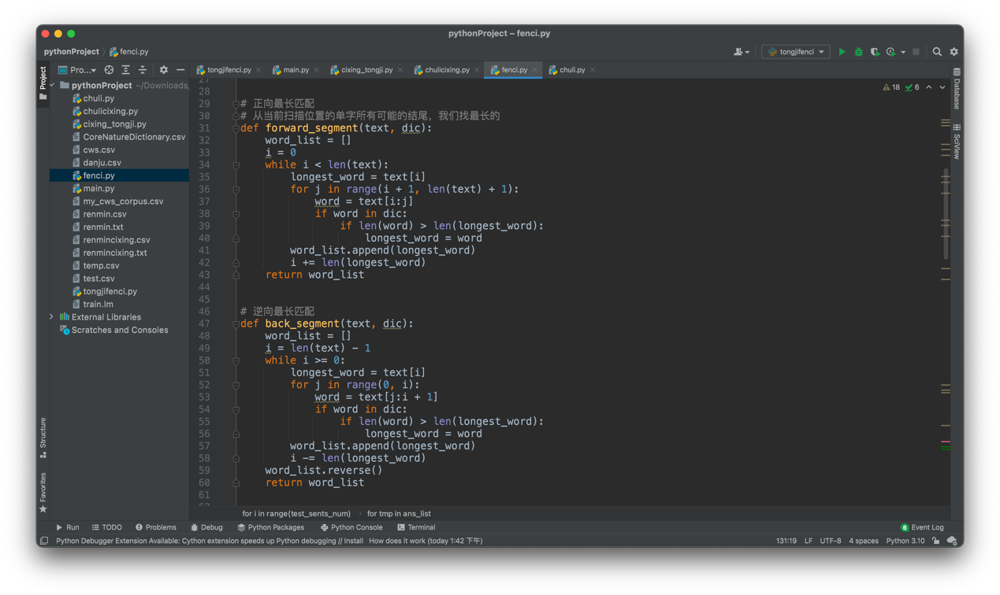 pythonProject – fenci.py
pythonProject fenci.py
tongjifenci
Pro...
tongjifenci.py
main.py
cixing_tongji.py
chulicixing.py
fenci.py
chuli.py
Project
pythonProject ~/Downloads/
chuli.py
chulicixing.py
cixing_tongji.py
CoreNatureDictionary.csv
cws.csv
danju.csv
fenci.py
main.py
my_cws_corpus.csv
renmin.csv
renmin.txt
renmincixing.csv
renmincixing.txt
temp.csv
test.csv
tongjifenci.py
train.lm
External Libraries
Scratches and Consoles
Structure
Favorites
18 6
Database
SciView
27
28
29 # 正向最长匹配
30 # 从当前扫描位置的单字所有可能的结尾，我们找最长的
31 def forward_segment(text, dic):
32 word_list = []
33 i = 0
34 while i < len(text):
35 longest_word = text[i]
36 for j in range(i + 1, len(text) + 1):
37 word = text[i:j]
38 if word in dic:
39 if len(word) > len(longest_word):
40 longest_word = word
41 word_list.append(longest_word)
42 i += len(longest_word)
43 return word_list
44
45
46 # 逆向最长匹配
47 def back_segment(text, dic):
48 word_list = []
49 i = len(text) - 1
50 while i >= 0:
51 longest_word = text[i]
52 for j in range(0, i):
53 word = text[j:i + 1]
54 if word in dic:
55 if len(word) > len(longest_word):
56 longest_word = word
57 word_list.append(longest_word)
58 i -= len(longest_word)
59 word_list.reverse()
60 return word_list
61
for i in range(test_sents_num) › for tmp in ans_list
Run TODO Problems Debug Python Packages Python Console Terminal 6 Event Log
Python Debugger Extension Available: Cython extension speeds up Python debugging // Install How does it work (today 1:42 下午) 131:19 LF UTF-8 4 spaces Python 3.10